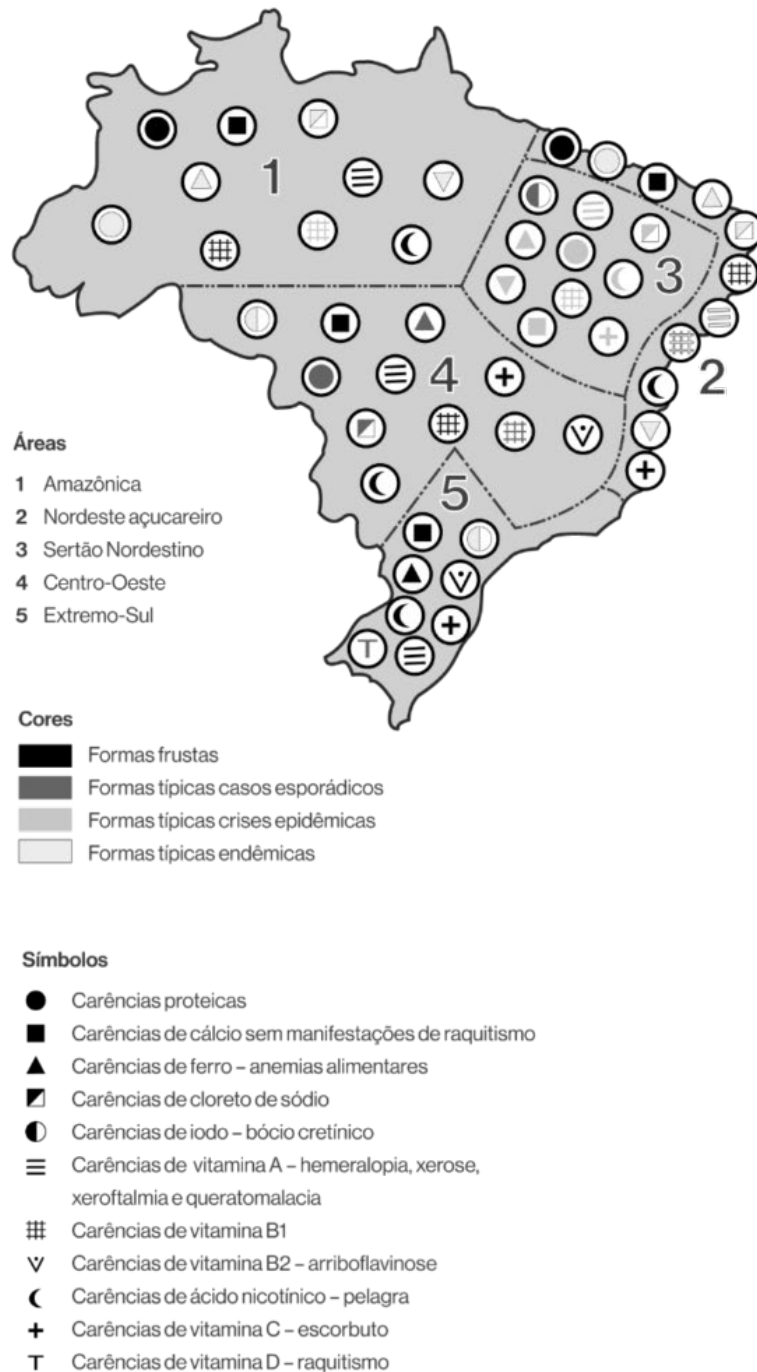 1
3
4
2
5
Áreas
1 Amazônica
2 Nordeste açucareiro
3 Sertão Nordestino
4 Centro-Oeste
5 Extremo-Sul
Cores
Formas frustas
Formas típicas casos esporádicos
Formas típicas crises epidêmicas
Formas típicas endêmicas
Símbolos
Carências proteicas
Carências de cálcio sem manifestações de raquitismo
Carências de ferro – anemias alimentares
Carências de cloreto de sódio
Carências de iodo – bócio cretínico
Carências de vitamina A – hemeralopia, xerose,
xeroftalmia e queratomalacia
Carências de vitamina B1
Carências de vitamina B2 – arriboflavinose
Carências de ácido nicotínico – pelagra
Carências de vitamina C – escorbuto
Carências de vitamina D – raquitismo